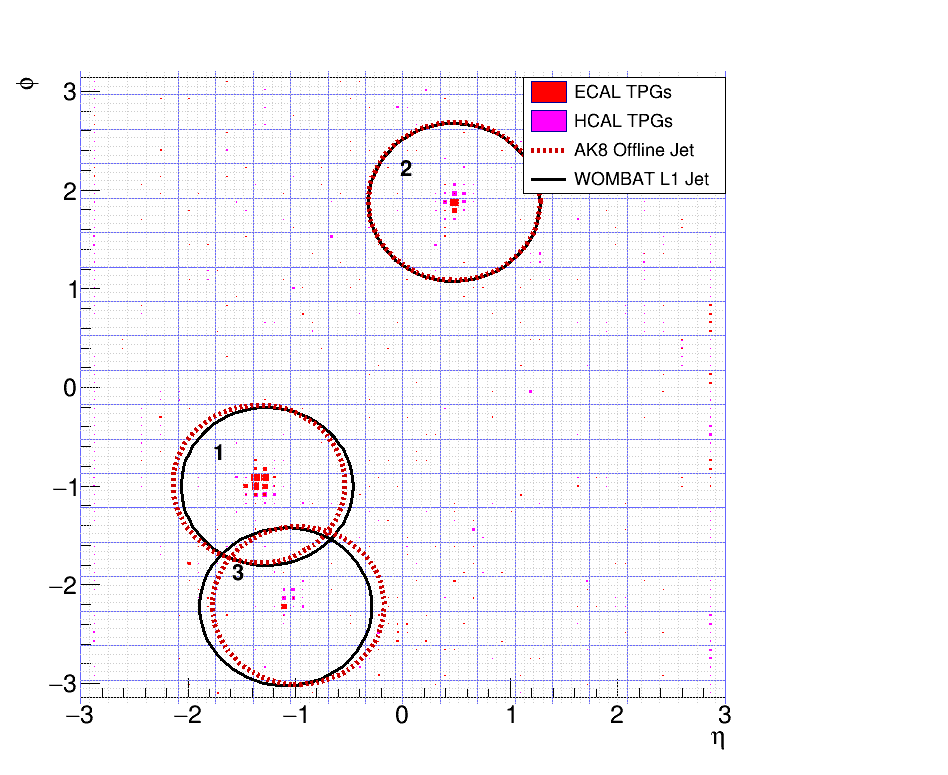 ϕ
3
2
1
0
−1
−2
−3
ECAL TPGs
HCAL TPGs
AK8 Offline Jet
WOMBAT L1 Jet
2
1
3
−3 −2 −1 0 1 2 3
η